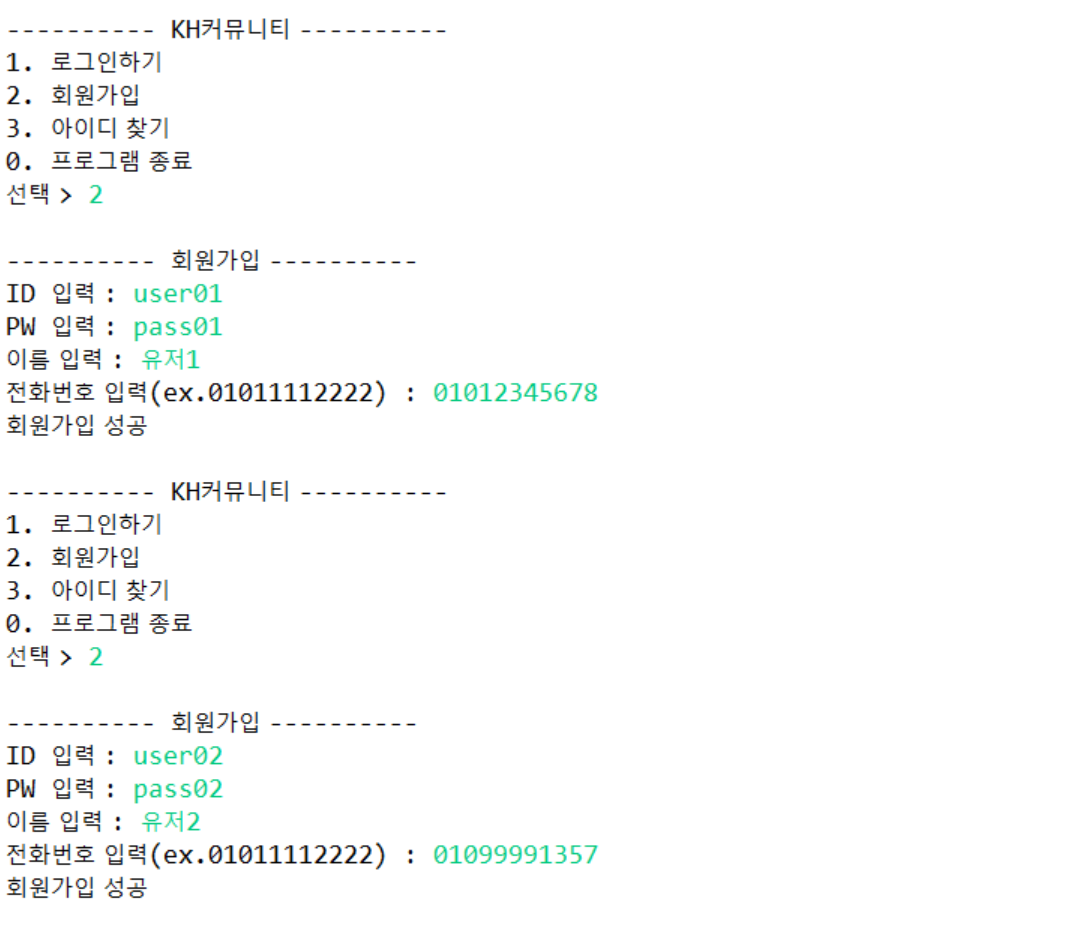 ---------- KH커뮤니티 ----------
1. 로그인하기
2. 회원가입
3. 아이디 찾기
0. 프로그램 종료
선택 > 2
---------- 회원가입 ----------
ID 입력 : user01
PW 입력 : pass01
이름 입력 : 유저1
전화번호 입력(ex.01011112222) : 01012345678
회원가입 성공
---------- KH커뮤니티 ----------
1. 로그인하기
2. 회원가입
3. 아이디 찾기
0. 프로그램 종료
선택 > 2
---------- 회원가입 ----------
ID 입력 : user02
PW 입력 : pass02
이름 입력 : 유저2
전화번호 입력(ex.01011112222) : 01099991357
회원가입 성공